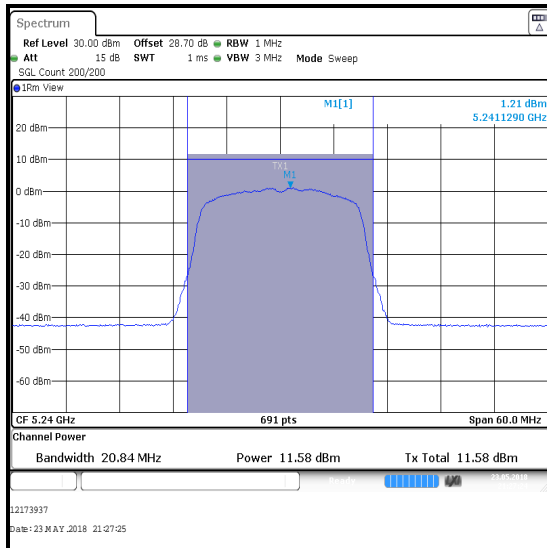 Spectrum
Ref Level 30.00 dBm Offset 28.70 dB RBW 1 MHz
Att 15 dB SWT 1 ms VBW 3 MHz Mode Sweep
SGL Count 200/200
1Rm View
M1[1] 1.21 dBm
5.2411290 GHz
20 dBm
10 dBm
TX1
M1
0 dBm
-10 dBm
-20 dBm
-30 dBm
-40 dBm
-50 dBm
-60 dBm
CF 5.24 GHz 691 pts Span 60.0 MHz
Channel Power
Bandwidth 20.84 MHz Power 11.58 dBm Tx Total 11.58 dBm
Ready 23.05.2018
12173937
Date: 23 MAY.2018 21:27:25